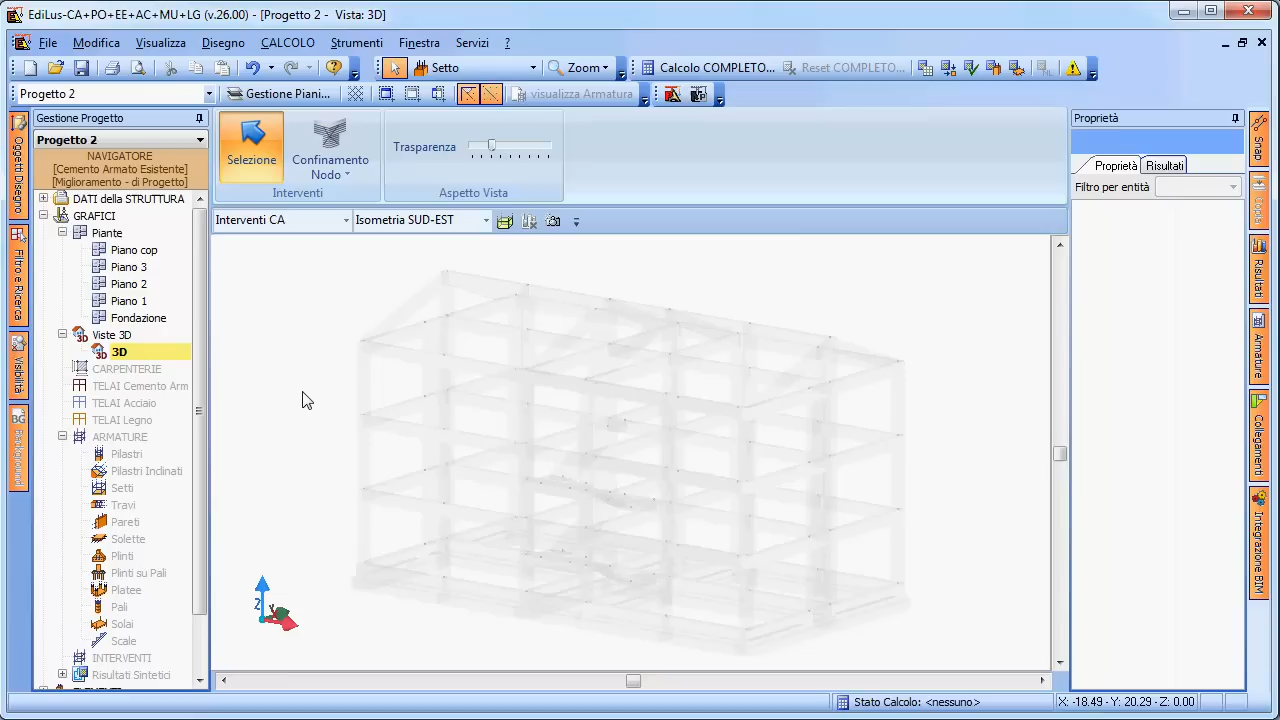 EdiLus-CA+PO+EE+AC+MU+LG (v.26.00) - [Progetto 2 - Vista: 3D]
File Modifica Visualizza Disegno CALCOLO Strumenti Finestra Servizi ?
Setto Zoom Calcolo COMPLETO... Reset COMPLETO...
Progetto 2 Gestione Piani... visualizza Armatura
Gestione Progetto
Progetto 2
NAVIGATORE
[Cemento Armato Esistente]
[Miglioramento - di Progetto]
DATI della STRUTTURA
GRAFICI
Piante
Piano cop
Piano 3
Piano 2
Piano 1
Fondazione
Viste 3D
3D
CARPENTERIE
TELAI Cemento Arm
TELAI Acciaio
TELAI Legno
ARMATURE
Pilastri
Pilastri Inclinati
Setti
Travi
Pareti
Solette
Plinti
Plinti su Pali
Platee
Pali
Solai
Scale
INTERVENTI
Risultati Sintetici
Oggetti Disegno
Filtro e Ricerca
Visibilità
BG
Background
Selezione
Confinamento
Nodo
Interventi
Trasparenza
Aspetto Vista
Interventi CA Isometria SUD-EST
Z
Y
Proprietà
Proprietà Risultati
Filtro per entità
Snap
Copia
Risultati
Armature
Collegamenti
Integrazione BIM
Stato Calcolo: <nessuno> X: -18.49 - Y: 20.29 - Z: 0.00